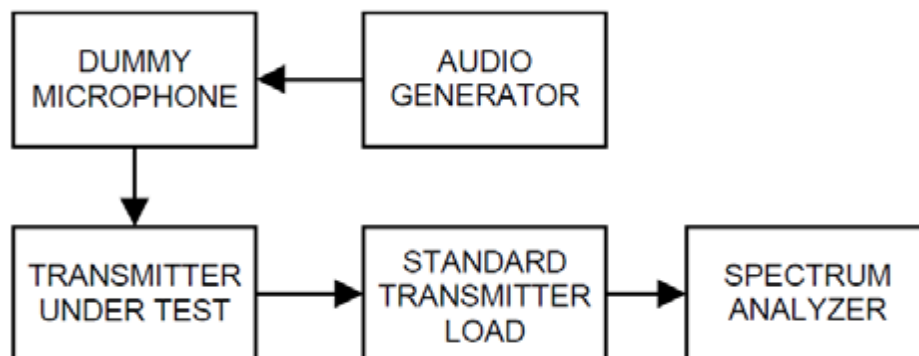 DUMMY
MICROPHONE
AUDIO
GENERATOR
TRANSMITTER
UNDER TEST
STANDARD
TRANSMITTER
LOAD
SPECTRUM
ANALYZER